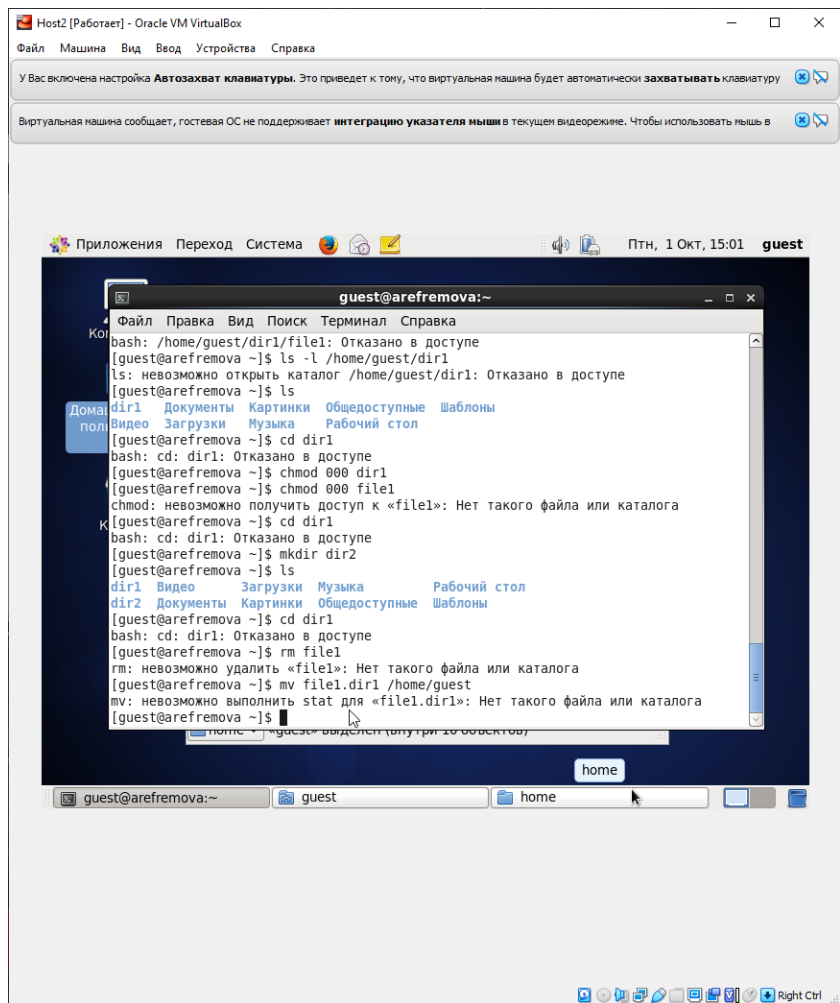 Host2 [Работает] - Oracle VM VirtualBox
Файл Машина Вид Ввод Устройства Справка
У Вас включена настройка Автозахват клавиатуры. Это приведет к тому, что виртуальная машина будет автоматически захватывать клавиатуру
Виртуальная машина сообщает, гостевая ОС не поддерживает интеграцию указателя мыши в текущем видеорежиме. Чтобы использовать мышь в
Приложения Переход Система Птн, 1 Окт, 15:01 guest
guest@arefremova:~
Файл Правка Вид Поиск Терминал Справка
bash: /home/guest/dir1/file1: Отказано в доступе
[guest@arefremova ~]$ ls -l /home/guest/dir1
ls: невозможно открыть каталог /home/guest/dir1: Отказано в доступе
[guest@arefremova ~]$ ls
dir1 Документы Картинки Общедоступные Шаблоны
Видео Загрузки Музыка Рабочий стол
[guest@arefremova ~]$ cd dir1
bash: cd: dir1: Отказано в доступе
[guest@arefremova ~]$ chmod 000 dir1
[guest@arefremova ~]$ chmod 000 file1
chmod: невозможно получить доступ к «file1»: Нет такого файла или каталога
[guest@arefremova ~]$ cd dir1
bash: cd: dir1: Отказано в доступе
[guest@arefremova ~]$ mkdir dir2
[guest@arefremova ~]$ ls
dir1 Видео Загрузки Музыка Рабочий стол
dir2 Документы Картинки Общедоступные Шаблоны
[guest@arefremova ~]$ cd dir1
bash: cd: dir1: Отказано в доступе
[guest@arefremova ~]$ rm file1
rm: невозможно удалить «file1»: Нет такого файла или каталога
[guest@arefremova ~]$ mv file1.dir1 /home/guest
mv: невозможно выполнить stat для «file1.dir1»: Нет такого файла или каталога
[guest@arefremova ~]$
home «guest» выделен (внутри 10 объектов)
home
guest@arefremova:~ guest home
Right Ctrl